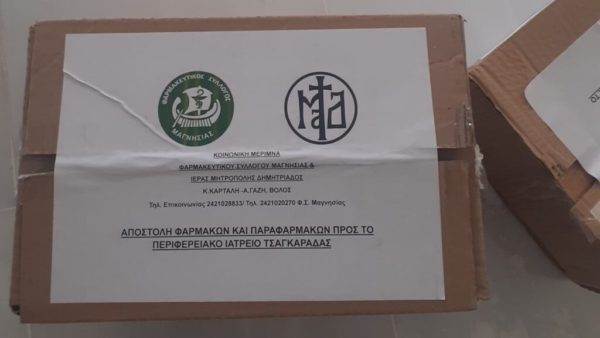 ΦΑΡΜΑΚΕΥΤΙΚΟΣ ΣΥΛΛΟΓΟΣ
ΜΑΓΝΗΣΙΑΣ
ΚΟΙΝΩΝΙΚΗ ΜΕΡΙΜΝΑ
ΦΑΡΜΑΚΕΥΤΙΚΟΥ ΣΥΛΛΟΓΟΥ ΜΑΓΝΗΣΙΑΣ &
ΙΕΡΑΣ ΜΗΤΡΟΠΟΛΗΣ ΔΗΜΗΤΡΙΑΔΟΣ
Κ.ΚΑΡΤΑΛΗ -Α.ΓΑΖΗ, ΒΟΛΟΣ
Τηλ. Επικοινωνίας 2421028833/ Τηλ. 2421020270 Φ.Σ. Μαγνησίας
ΑΠΟΣΤΟΛΗ ΦΑΡΜΑΚΩΝ ΚΑΙ ΠΑΡΑΦΑΡΜΑΚΩΝ ΠΡΟΣ ΤΟ
ΠΕΡΙΦΕΡΕΙΑΚΟ ΙΑΤΡΕΙΟ ΤΣΑΓΚΑΡΑΔΑΣ